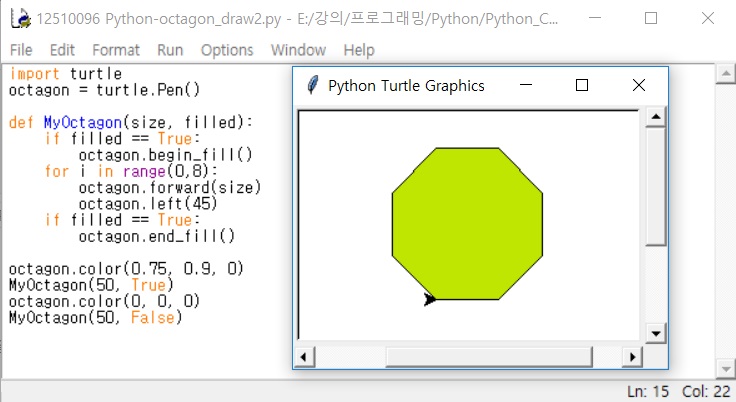 12510096 Python-octagon_draw2.py - E:/강의/프로그래밍/Python/Python_C...
File Edit Format Run Options Window Help
import turtle
octagon = turtle.Pen()
def MyOctagon(size, filled):
    if filled == True:
        octagon.begin_fill()
    for i in range(0,8):
        octagon.forward(size)
        octagon.left(45)
    if filled == True:
        octagon.end_fill()
octagon.color(0.75, 0.9, 0)
MyOctagon(50, True)
octagon.color(0, 0, 0)
MyOctagon(50, False)
Python Turtle Graphics
Ln: 15 Col: 22